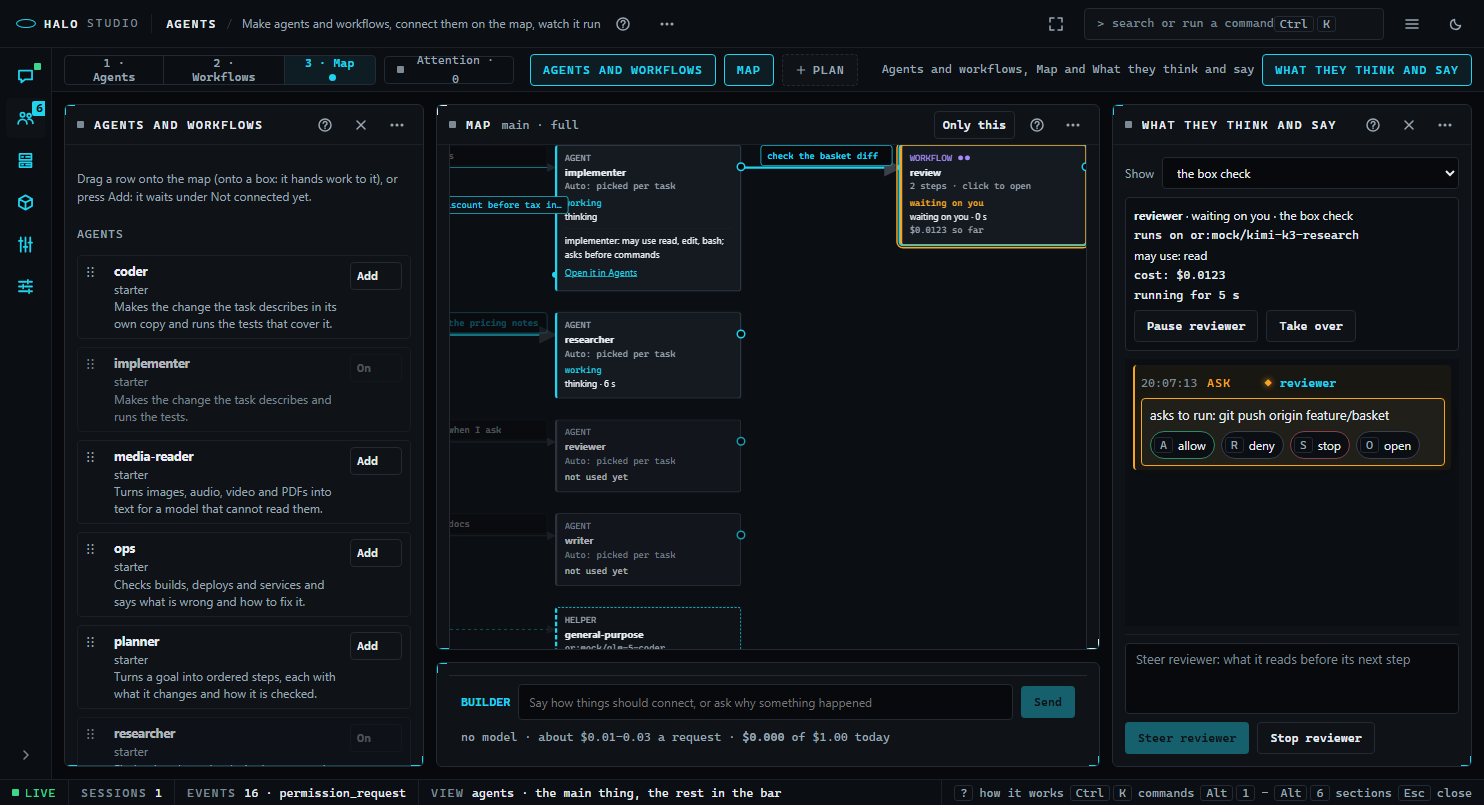 HALO STUDIO AGENTS / Make agents and workflows, connect them on the map, watch it run
> search or run a command Ctrl K
1 · Agents
2 · Workflows
3 · Map
Attention · 0
AGENTS AND WORKFLOWS
MAP
+ PLAN
Agents and workflows, Map and What they think and say
WHAT THEY THINK AND SAY
6
AGENTS AND WORKFLOWS
Drag a row onto the map (onto a box: it hands work to it), or
press Add: it waits under Not connected yet.
AGENTS
coder
Add
starter
Makes the change the task describes in its
own copy and runs the tests that cover it.
implementer
On
starter
Makes the change the task describes and
runs the tests.
media-reader
Add
starter
Turns images, audio, video and PDFs into
text for a model that cannot read them.
ops
Add
starter
Checks builds, deploys and services and
says what is wrong and how to fix it.
planner
Add
starter
Turns a goal into ordered steps, each with
what it changes and how it is checked.
researcher
On
starter
MAP main · full
Only this
AGENT
implementer
Auto: picked per task
working
thinking
implementer: may use read, edit, bash;
asks before commands
Open it in Agents
scount before tax in…
check the basket diff
WORKFLOW
review
2 steps · click to open
waiting on you
waiting on you · 0 s
$0.0123 so far
the pricing notes
AGENT
researcher
Auto: picked per task
working
thinking · 6 s
when I ask
AGENT
reviewer
Auto: picked per task
not used yet
docs
AGENT
writer
Auto: picked per task
not used yet
HELPER
general-purpose
or:mock/glm-5-coder
BUILDER
Say how things should connect, or ask why something happened
Send
no model · about $0.01–0.03 a request · $0.000 of $1.00 today
WHAT THEY THINK AND SAY
Show the box check
reviewer · waiting on you · the box check
runs on or:mock/kimi-k3-research
may use: read
cost: $0.0123
running for 5 s
Pause reviewer
Take over
20:07:13 ASK reviewer
asks to run: git push origin feature/basket
A allow
R deny
S stop
O open
Steer reviewer: what it reads before its next step
Steer reviewer
Stop reviewer
LIVE
SESSIONS 1
EVENTS 16 · permission_request
VIEW agents · the main thing, the rest in the bar
? how it works Ctrl K commands Alt 1 – Alt 6 sections Esc close